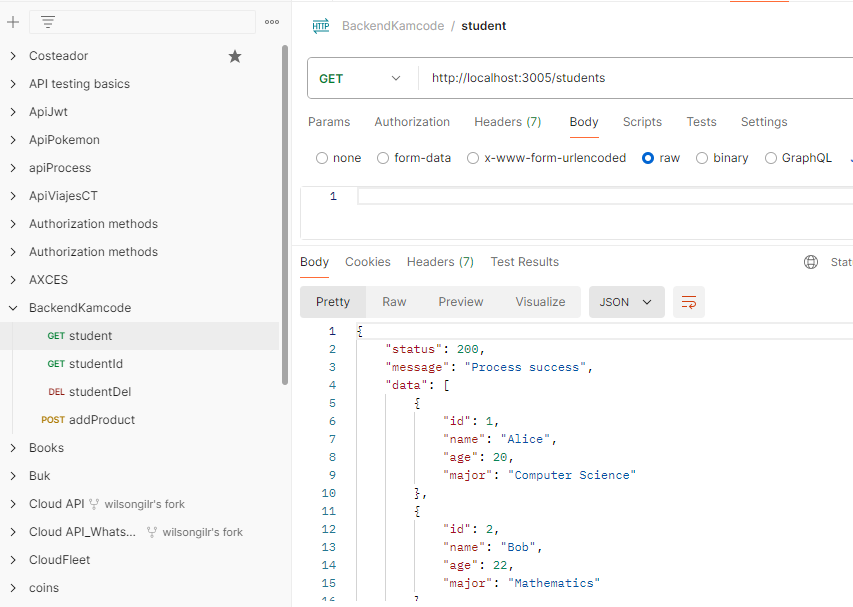 Costeador
API testing basics
ApiJwt
ApiPokemon
apiProcess
ApiViajesCT
Authorization methods
Authorization methods
AXCES
BackendKamcode
GET student
GET studentId
DEL studentDel
POST addProduct
Books
Buk
Cloud API wilsongilr's fork
Cloud API_Whats... wilsongilr's fork
CloudFleet
coins
HTTP BackendKamcode / student
GET http://localhost:3005/students
Params Authorization Headers (7) Body Scripts Tests Settings
none form-data x-www-form-urlencoded raw binary GraphQL
1
Body Cookies Headers (7) Test Results
Pretty Raw Preview Visualize JSON
1 {
2 "status": 200,
3 "message": "Process success",
4 "data": [
5 {
6 "id": 1,
7 "name": "Alice",
8 "age": 20,
9 "major": "Computer Science"
10 },
11 {
12 "id": 2,
13 "name": "Bob",
14 "age": 22,
15 "major": "Mathematics"